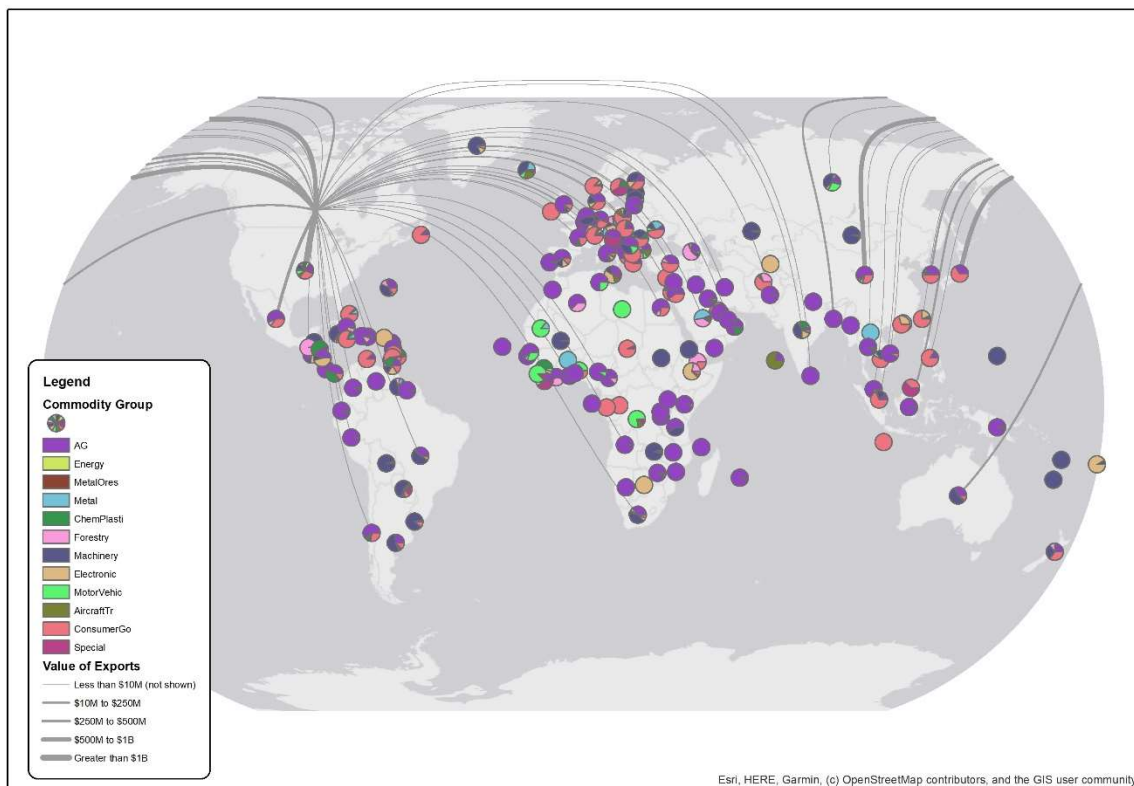 Legend
Commodity Group
AG
Energy
MetalOres
Metal
ChemPlasti
Forestry
Machinery
Electronic
MotorVehic
AircraftTr
ConsumerGo
Special
Value of Exports
Less than $10M (not shown)
$10M to $250M
$250M to $500M
$500M to $1B
Greater than $1B
Esri, HERE, Garmin, (c) OpenStreetMap contributors, and the GIS user community